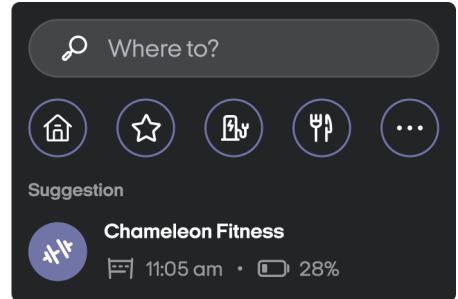 Where to?
Suggestion
Chameleon Fitness
11:05 am • 28%